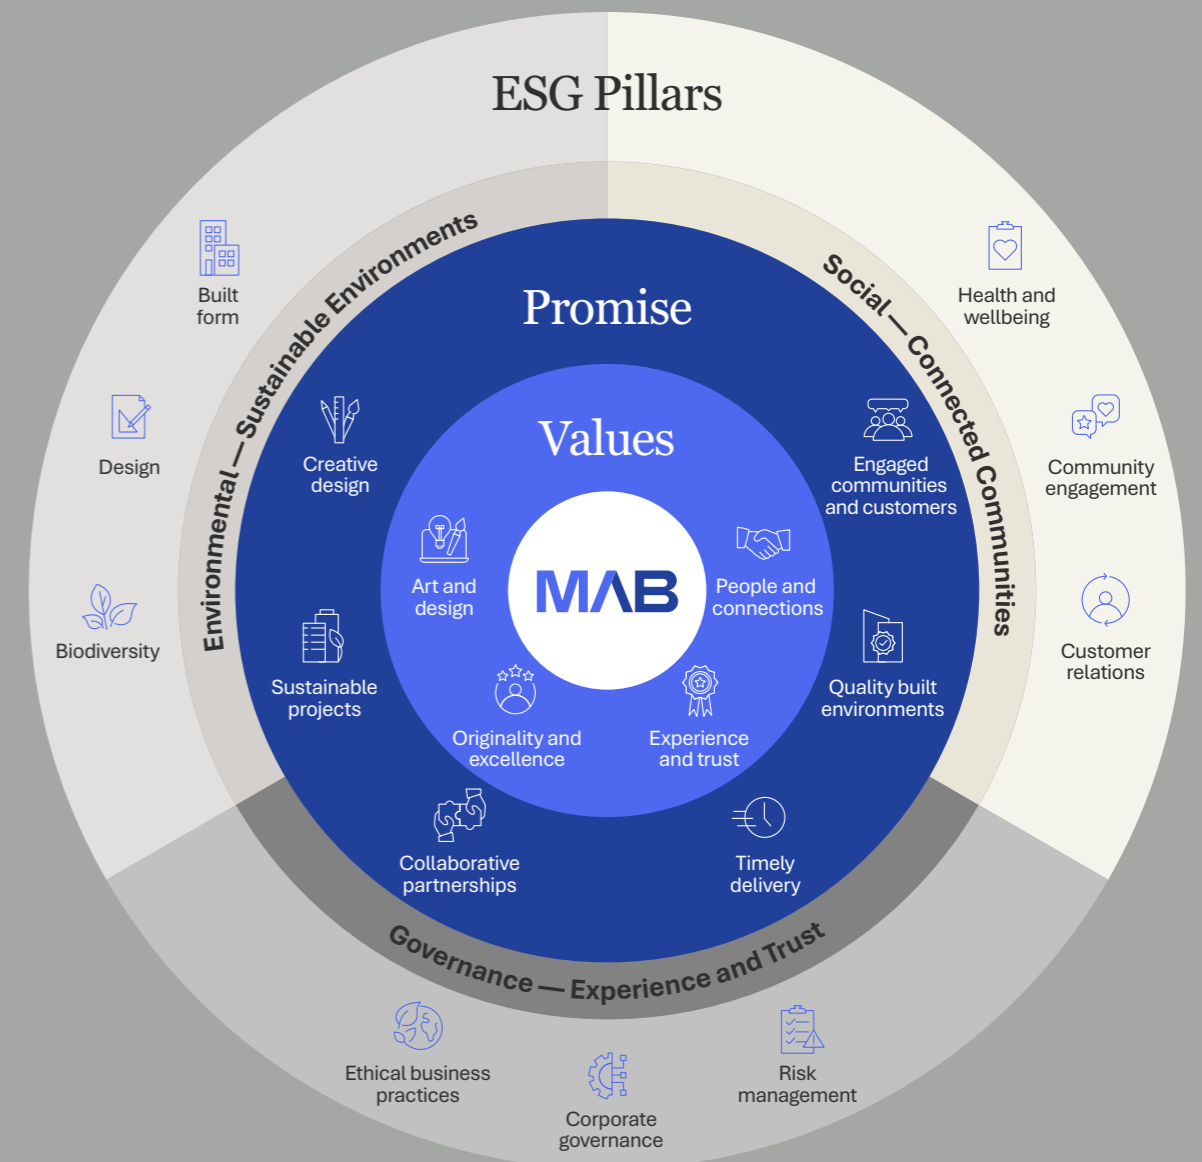 ESG Pillars
Environmental — Sustainable Environments
Built
form
Design
Biodiversity
Social — Connected Communities
Health and
wellbeing
Community
engagement
Customer
relations
Governance — Experience and Trust
Ethical business
practices
Corporate
governance
Risk
management
Promise
Creative
design
Engaged
communities
and customers
Sustainable
projects
Quality built
environments
Collaborative
partnerships
Timely
delivery
Values
Art and
design
People and
connections
Originality and
excellence
Experience
and trust
MAB